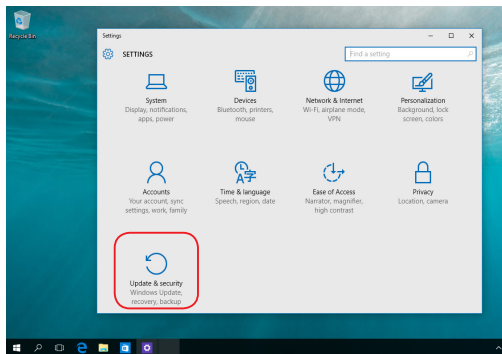 Recycle Bin
Settings
SETTINGS
Find a setting
System
Display, notifications,
apps, power
Devices
Bluetooth, printers,
mouse
Network & Internet
Wi-Fi, airplane mode,
VPN
Personalization
Background, lock
screen, colors
Accounts
Your account, sync
settings, work, family
Time & language
Speech, region, date
Ease of Access
Narrator, magnifier,
high contrast
Privacy
Location, camera
Update & security
Windows Update,
recovery, backup